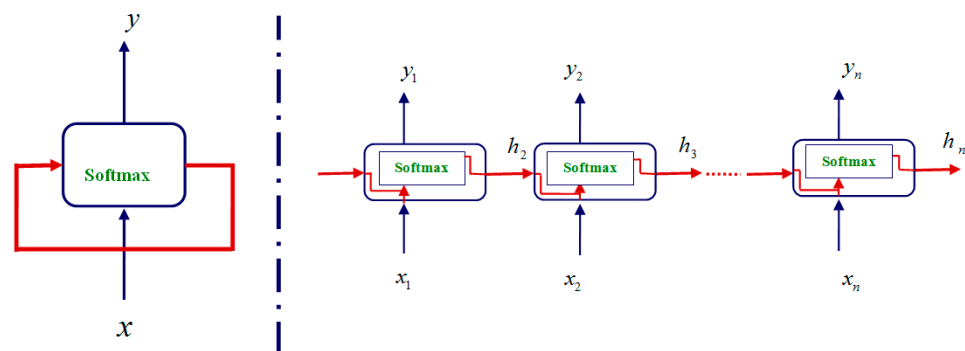 y
Softmax
x
y₁ y₂ yₙ
Softmax h₂ Softmax h₃ Softmax hₙ
x₁ x₂ xₙ